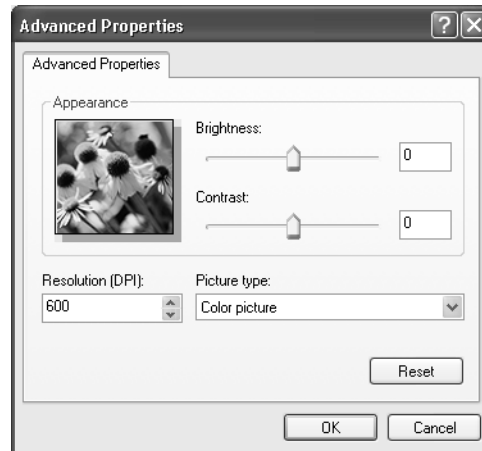 Advanced Properties
Advanced Properties
Appearance
Brightness:
0
Contrast:
0
Resolution (DPI):
600
Picture type:
Color picture
Reset
OK
Cancel